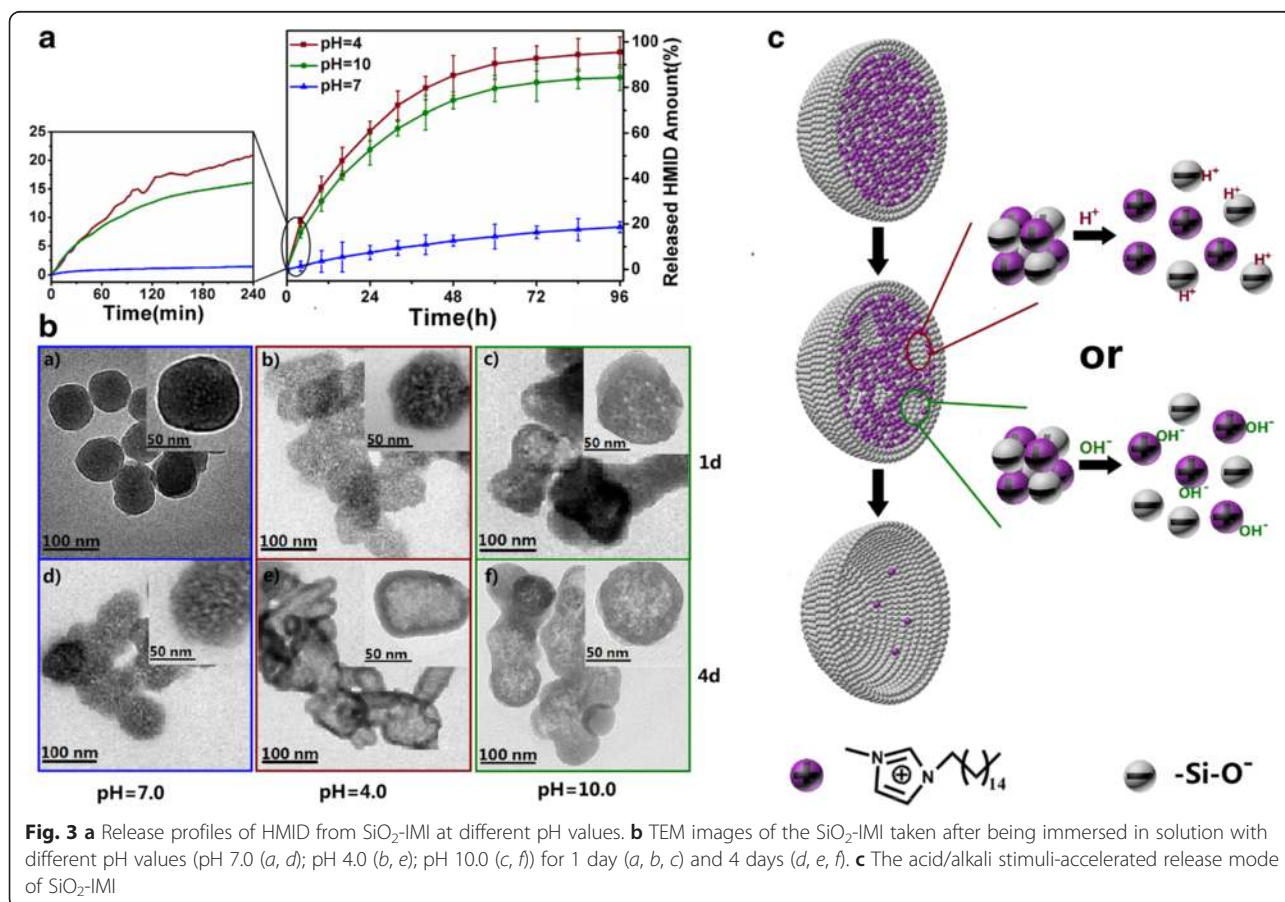 a
pH=4
pH=10
pH=7
100
80
60
40
20
0
Released HMID Amount(%)
0 24 48 72 96
Time(h)
25
20
15
10
5
0
0 60 120 180 240
Time(min)
b
a)
50 nm
100 nm
b)
50 nm
100 nm
c)
50 nm
100 nm
1d
d)
50 nm
100 nm
e)
50 nm
100 nm
f)
50 nm
100 nm
4d
pH=7.0 pH=4.0 pH=10.0
c
H⁺
H⁺
H⁺
H⁺
H⁺
or
OH⁻
OH⁻
OH⁻
OH⁻
OH⁻
N ⊕ N
14
-Si-O⁻
Fig. 3 a Release profiles of HMID from SiO₂-IMI at different pH values. b TEM images of the SiO₂-IMI taken after being immersed in solution with
different pH values (pH 7.0 (a, d); pH 4.0 (b, e); pH 10.0 (c, f)) for 1 day (a, b, c) and 4 days (d, e, f). c The acid/alkali stimuli-accelerated release mode
of SiO₂-IMI